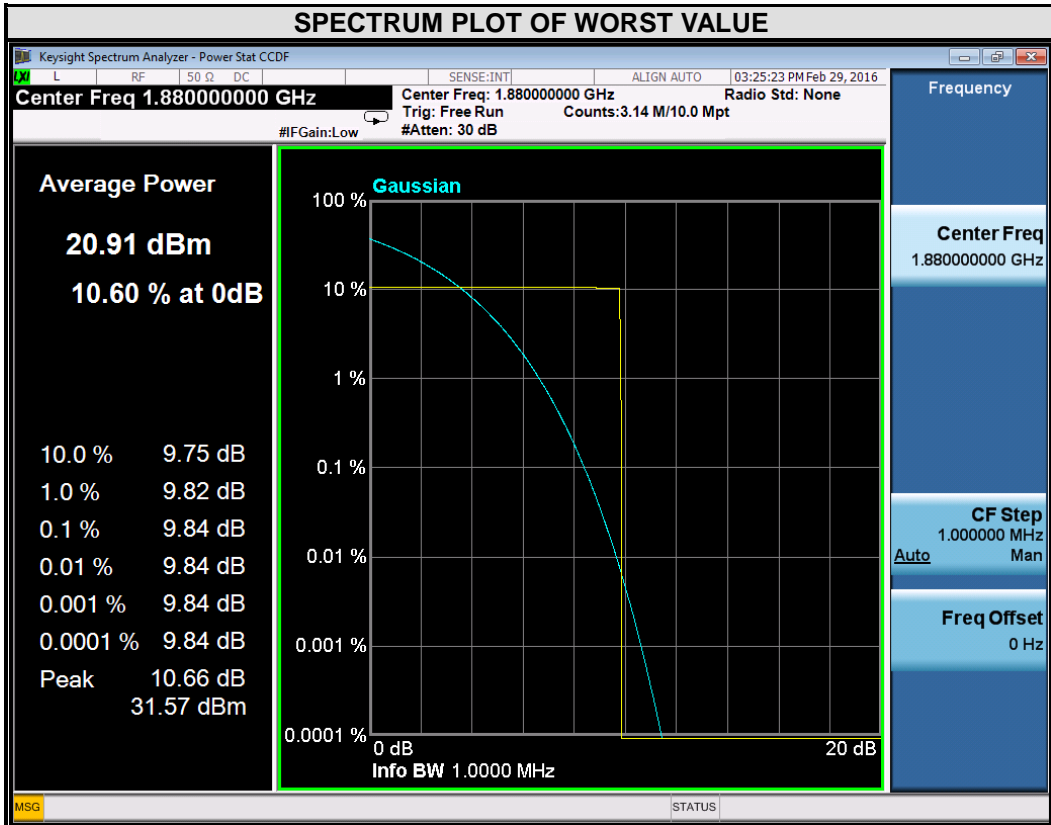 SPECTRUM PLOT OF WORST VALUE
Keysight Spectrum Analyzer - Power Stat CCDF
LXI L RF 50 Ω DC SENSE:INT ALIGN AUTO 03:25:23 PM Feb 29, 2016
Center Freq 1.880000000 GHz
#IFGain:Low
Center Freq: 1.880000000 GHz Radio Std: None
Trig: Free Run Counts:3.14 M/10.0 Mpt
#Atten: 30 dB
Average Power
20.91 dBm
10.60 % at 0dB
10.0 % 9.75 dB
1.0 % 9.82 dB
0.1 % 9.84 dB
0.01 % 9.84 dB
0.001 % 9.84 dB
0.0001 % 9.84 dB
Peak 10.66 dB
31.57 dBm
Gaussian
100 %
10 %
1 %
0.1 %
0.01 %
0.001 %
0.0001 %
0 dB 20 dB
Info BW 1.0000 MHz
Frequency
Center Freq
1.880000000 GHz
CF Step
1.000000 MHz
Auto Man
Freq Offset
0 Hz
MSG STATUS